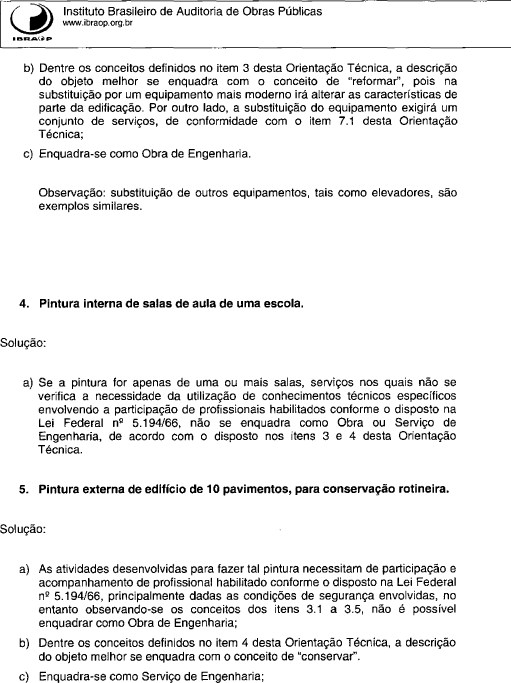 Instituto Brasileiro de Auditoria de Obras Públicas
www.ibraop.org.br
IBRAOP
b) Dentre os conceitos definidos no item 3 desta Orientação Técnica, a descrição
do objeto melhor se enquadra com o conceito de “reformar”, pois na
substituição por um equipamento mais moderno irá alterar as características de
parte da edificação. Por outro lado, a substituição do equipamento exigirá um
conjunto de serviços, de conformidade com o item 7.1 desta Orientação
Técnica;
c) Enquadra-se como Obra de Engenharia.
Observação: substituição de outros equipamentos, tais como elevadores, são
exemplos similares.
4. Pintura interna de salas de aula de uma escola.
Solução:
a) Se a pintura for apenas de uma ou mais salas, serviços nos quais não se
verifica a necessidade da utilização de conhecimentos técnicos específicos
envolvendo a participação de profissionais habilitados conforme o disposto na
Lei Federal nº 5.194/66, não se enquadra como Obra ou Serviço de
Engenharia, de acordo com o disposto nos itens 3 e 4 desta Orientação
Técnica.
5. Pintura externa de edifício de 10 pavimentos, para conservação rotineira.
Solução:
a) As atividades desenvolvidas para fazer tal pintura necessitam de participação e
acompanhamento de profissional habilitado conforme o disposto na Lei Federal
nº 5.194/66, principalmente dadas as condições de segurança envolvidas, no
entanto observando-se os conceitos dos itens 3.1 a 3.5, não é possível
enquadrar como Obra de Engenharia;
b) Dentre os conceitos definidos no item 4 desta Orientação Técnica, a descrição
do objeto melhor se enquadra com o conceito de “conservar”.
c) Enquadra-se como Serviço de Engenharia;